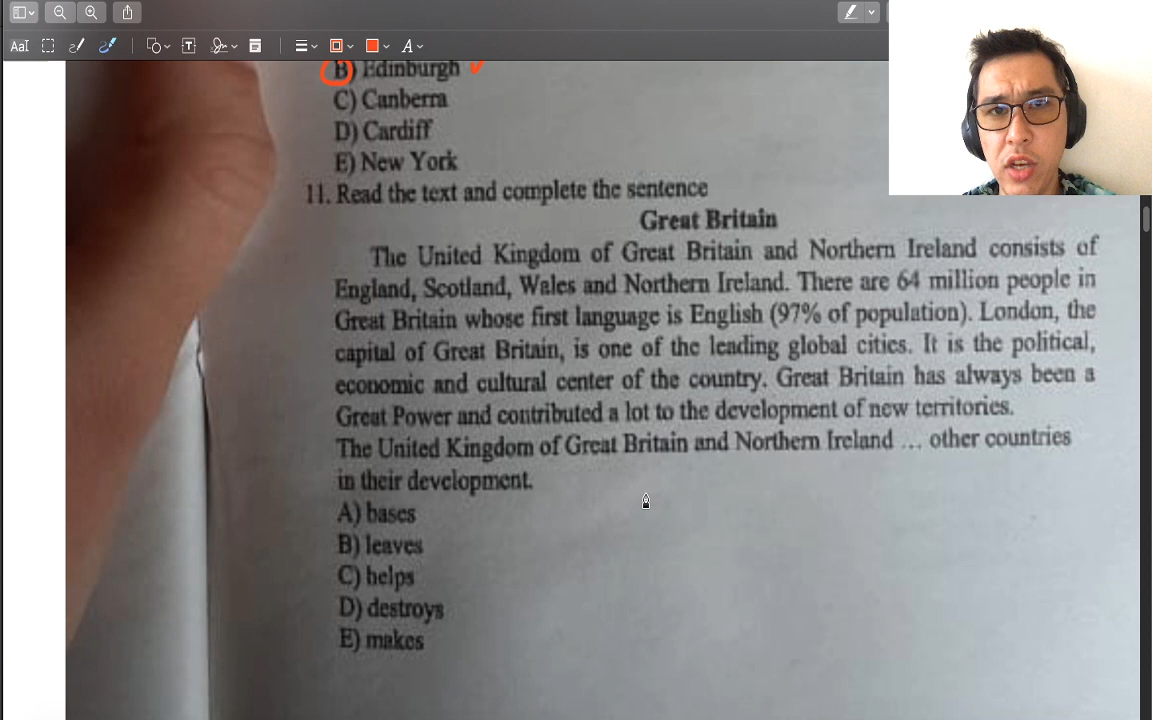 B) Edinburgh
C) Canberra
D) Cardiff
E) New York
11. Read the text and complete the sentence
Great Britain
The United Kingdom of Great Britain and Northern Ireland consists of
England, Scotland, Wales and Northern Ireland. There are 64 million people in
Great Britain whose first language is English (97% of population). London, the
capital of Great Britain, is one of the leading global cities. It is the political,
economic and cultural center of the country. Great Britain has always been a
Great Power and contributed a lot to the development of new territories.
The United Kingdom of Great Britain and Northern Ireland ... other countries
in their development.
A) bases
B) leaves
C) helps
D) destroys
E) makes